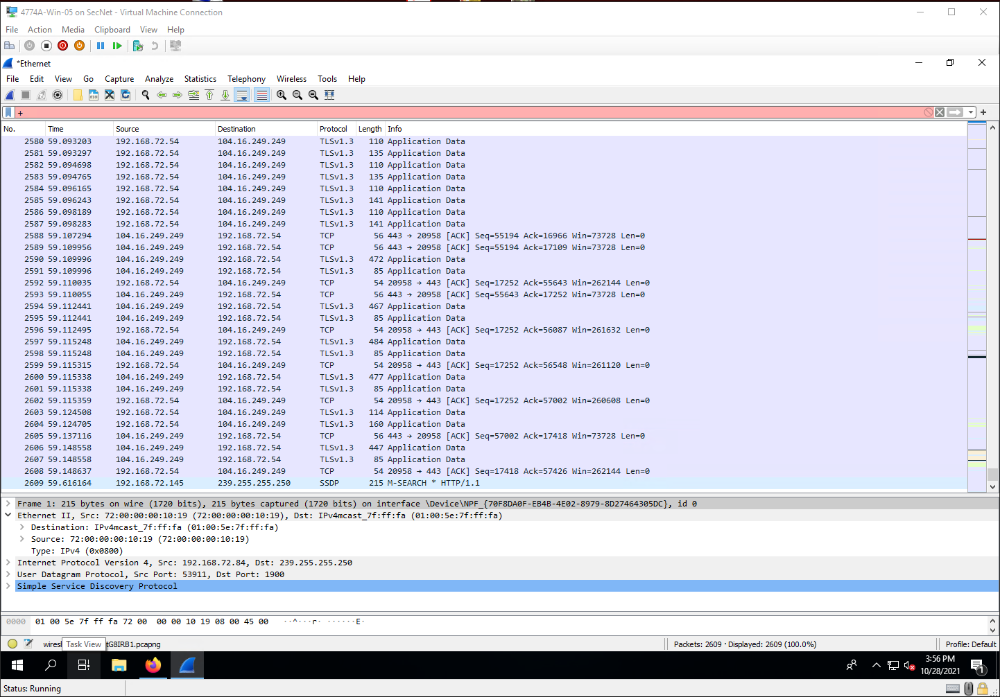 4774A-Win-05 on SecNet - Virtual Machine Connection
File Action Media Clipboard View Help
*Ethernet
File Edit View Go Capture Analyze Statistics Telephony Wireless Tools Help
+
No. Time Source Destination Protocol Length Info
2580 59.093203 192.168.72.54 104.16.249.249 TLSv1.3 110 Application Data
2581 59.093297 192.168.72.54 104.16.249.249 TLSv1.3 135 Application Data
2582 59.094698 192.168.72.54 104.16.249.249 TLSv1.3 110 Application Data
2583 59.094765 192.168.72.54 104.16.249.249 TLSv1.3 135 Application Data
2584 59.096165 192.168.72.54 104.16.249.249 TLSv1.3 110 Application Data
2585 59.096243 192.168.72.54 104.16.249.249 TLSv1.3 141 Application Data
2586 59.098189 192.168.72.54 104.16.249.249 TLSv1.3 110 Application Data
2587 59.098283 192.168.72.54 104.16.249.249 TLSv1.3 141 Application Data
2588 59.107294 104.16.249.249 192.168.72.54 TCP 56 443 → 20958 [ACK] Seq=55194 Ack=16966 Win=73728 Len=0
2589 59.109956 104.16.249.249 192.168.72.54 TCP 56 443 → 20958 [ACK] Seq=55194 Ack=17109 Win=73728 Len=0
2590 59.109996 104.16.249.249 192.168.72.54 TLSv1.3 472 Application Data
2591 59.109996 104.16.249.249 192.168.72.54 TLSv1.3 85 Application Data
2592 59.110035 192.168.72.54 104.16.249.249 TCP 54 20958 → 443 [ACK] Seq=17252 Ack=55643 Win=262144 Len=0
2593 59.110055 104.16.249.249 192.168.72.54 TCP 56 443 → 20958 [ACK] Seq=55643 Ack=17252 Win=73728 Len=0
2594 59.112441 104.16.249.249 192.168.72.54 TLSv1.3 467 Application Data
2595 59.112441 104.16.249.249 192.168.72.54 TLSv1.3 85 Application Data
2596 59.112495 192.168.72.54 104.16.249.249 TCP 54 20958 → 443 [ACK] Seq=17252 Ack=56087 Win=261632 Len=0
2597 59.115248 104.16.249.249 192.168.72.54 TLSv1.3 484 Application Data
2598 59.115248 104.16.249.249 192.168.72.54 TLSv1.3 85 Application Data
2599 59.115315 192.168.72.54 104.16.249.249 TCP 54 20958 → 443 [ACK] Seq=17252 Ack=56548 Win=261120 Len=0
2600 59.115338 104.16.249.249 192.168.72.54 TLSv1.3 477 Application Data
2601 59.115338 104.16.249.249 192.168.72.54 TLSv1.3 85 Application Data
2602 59.115359 192.168.72.54 104.16.249.249 TCP 54 20958 → 443 [ACK] Seq=17252 Ack=57002 Win=260608 Len=0
2603 59.124508 192.168.72.54 104.16.249.249 TLSv1.3 114 Application Data
2604 59.124705 192.168.72.54 104.16.249.249 TLSv1.3 160 Application Data
2605 59.137116 104.16.249.249 192.168.72.54 TCP 56 443 → 20958 [ACK] Seq=57002 Ack=17418 Win=73728 Len=0
2606 59.148558 104.16.249.249 192.168.72.54 TLSv1.3 447 Application Data
2607 59.148558 104.16.249.249 192.168.72.54 TLSv1.3 85 Application Data
2608 59.148637 192.168.72.54 104.16.249.249 TCP 54 20958 → 443 [ACK] Seq=17418 Ack=57426 Win=262144 Len=0
2609 59.616164 192.168.72.145 239.255.255.250 SSDP 215 M-SEARCH * HTTP/1.1
Frame 1: 215 bytes on wire (1720 bits), 215 bytes captured (1720 bits) on interface \Device\NPF_{70F8DA0F-EB4B-4E02-8979-8D27464305DC}, id 0
Ethernet II, Src: 72:00:00:00:10:19 (72:00:00:00:10:19), Dst: IPv4mcast_7f:ff:fa (01:00:5e:7f:ff:fa)
Destination: IPv4mcast_7f:ff:fa (01:00:5e:7f:ff:fa)
Source: 72:00:00:00:10:19 (72:00:00:00:10:19)
Type: IPv4 (0x0800)
Internet Protocol Version 4, Src: 192.168.72.84, Dst: 239.255.255.250
User Datagram Protocol, Src Port: 53911, Dst Port: 1900
Simple Service Discovery Protocol
0000 01 00 5e 7f ff fa 72 00 00 00 10 19 08 00 45 00 ··^···r· ······E·
wires Task View tG8IRB1.pcapng Packets: 2609 · Displayed: 2609 (100.0%) Profile: Default
3:56 PM
10/28/2021
1
Status: Running